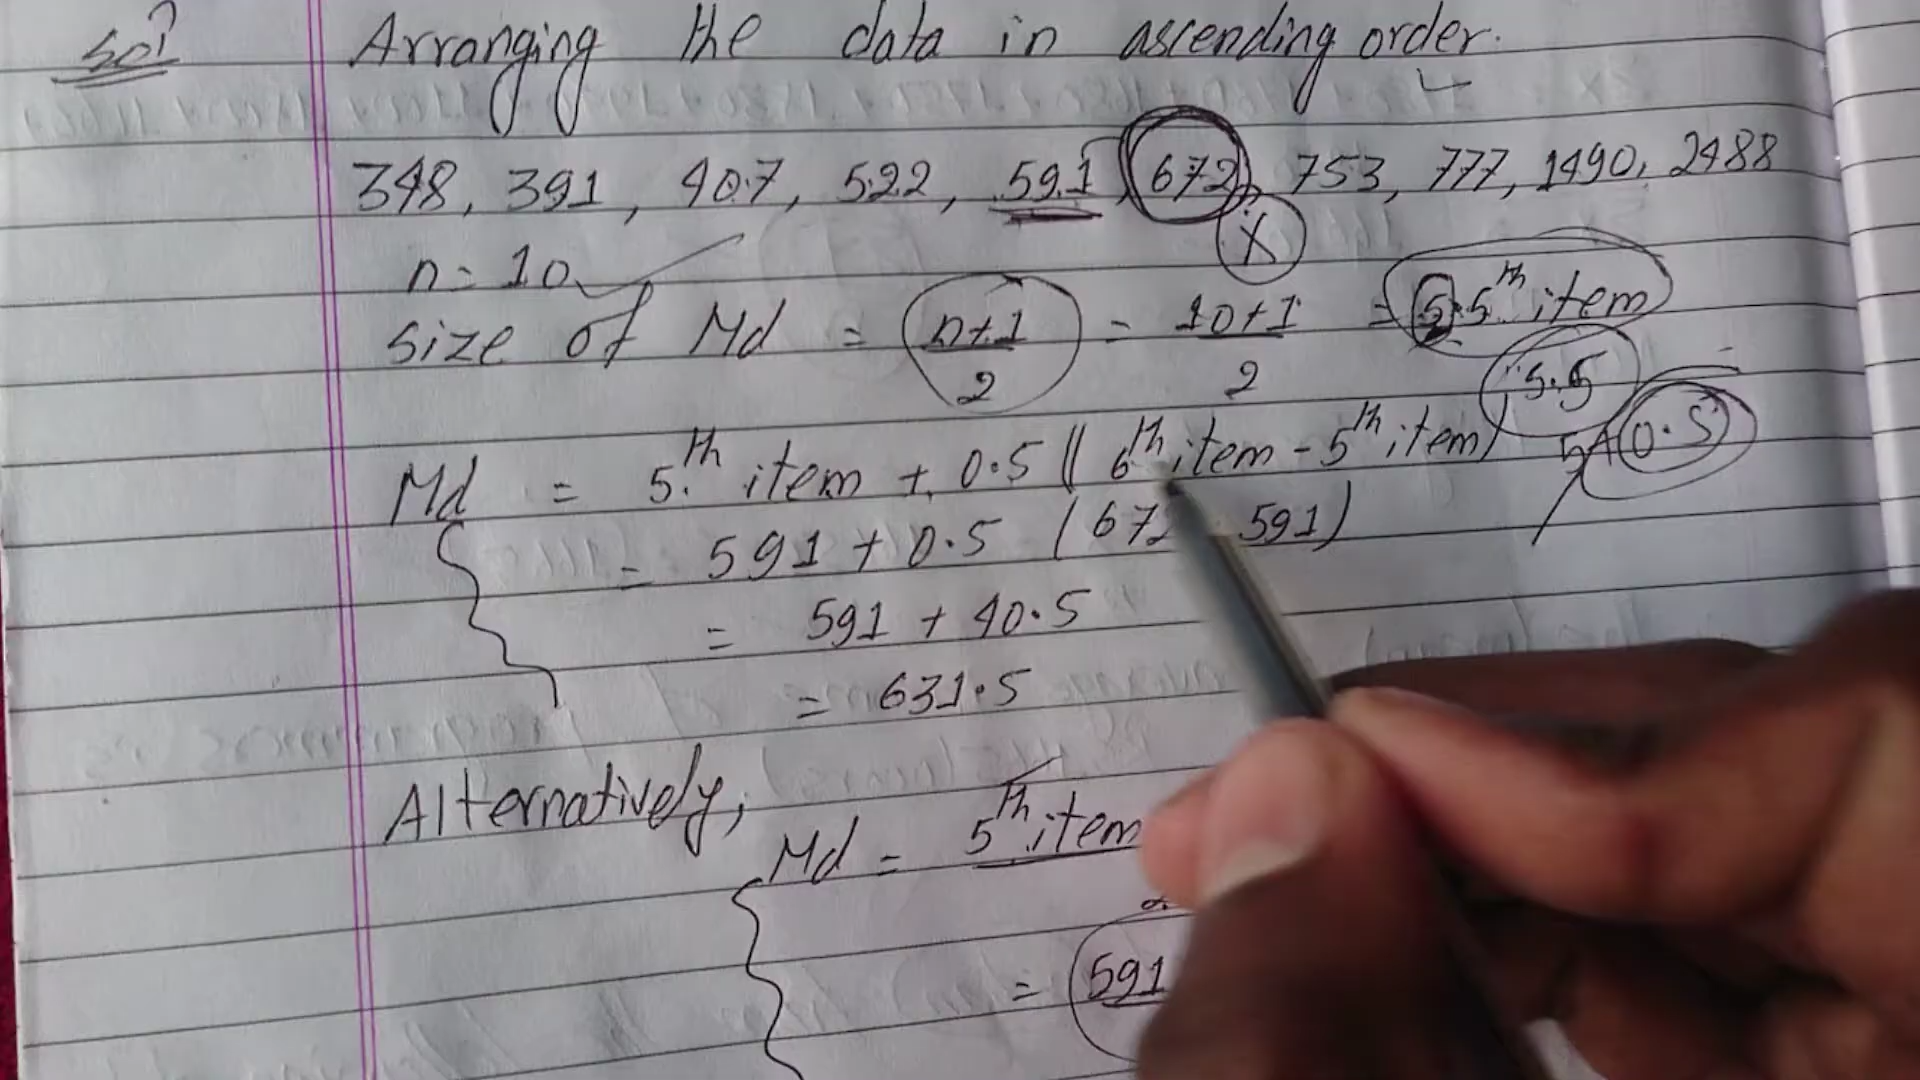 Sol? Arranging the data in ascending order.
348, 391, 407, 522, 591, 672, 753, 777, 1490, 2488
X
n = 10
size of Md = n+1/2 = 10+1/2 = 5.5th item
5.5
5+0.5
Md = 5th item + 0.5 (6th item - 5th item)
= 591 + 0.5 (672 591)
= 591 + 40.5
= 631.5
Alternatively,
Md = 5th item
= 591